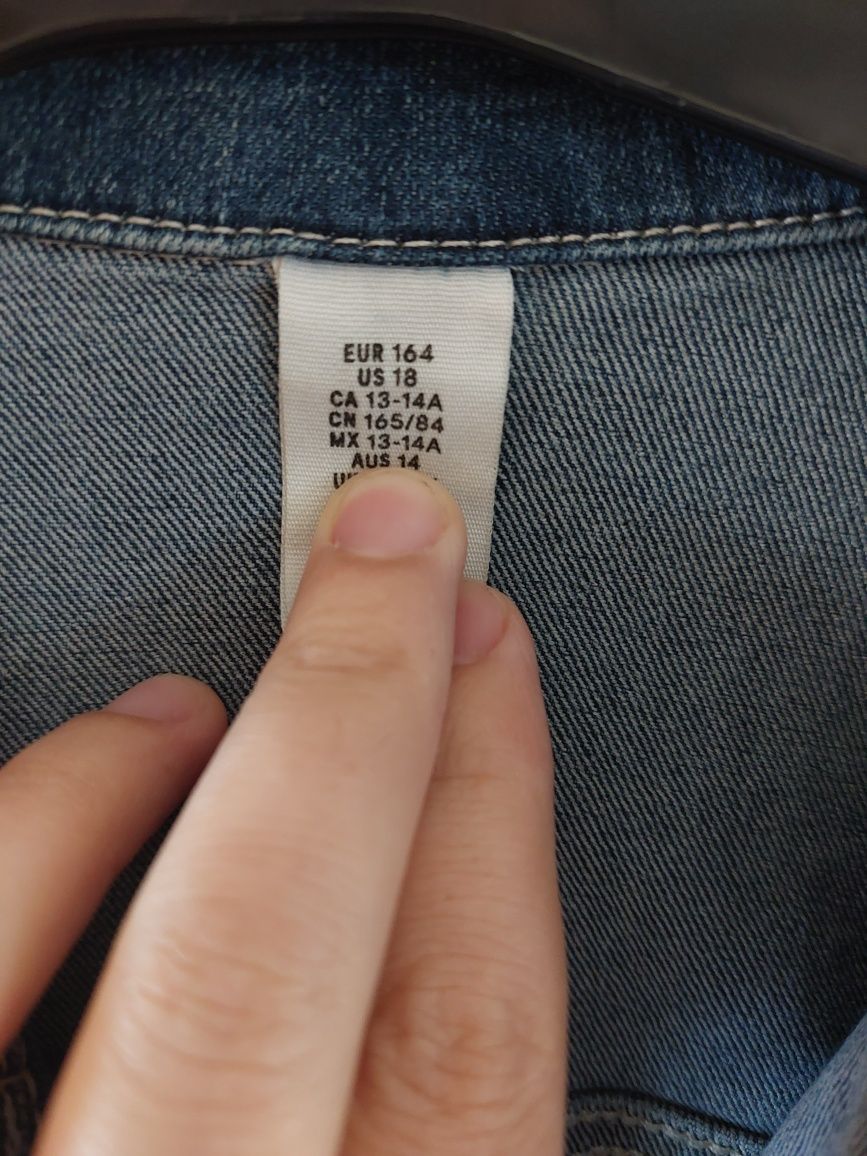 EUR 164
US 18
CA 13-14A
CN 165/84
MX 13-14A
AUS 14